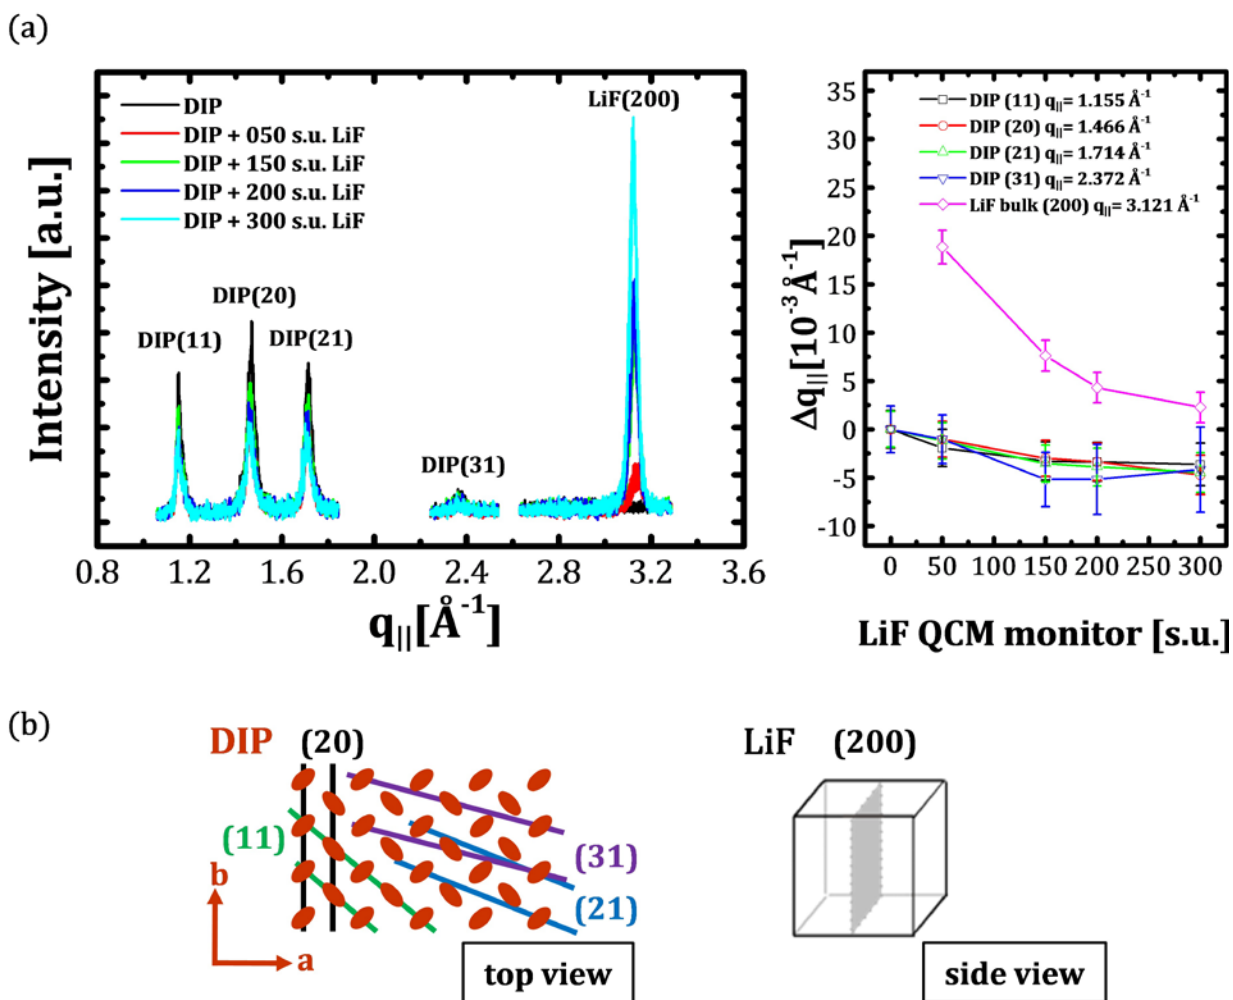 (a)
Intensity [a.u.]
DIP
DIP + 050 s.u. LiF
DIP + 150 s.u. LiF
DIP + 200 s.u. LiF
DIP + 300 s.u. LiF
LiF(200)
DIP(20)
DIP(11)
DIP(21)
DIP(31)
0.8 1.2 1.6 2.0 2.4 2.8 3.2 3.6
q||[Å⁻¹]
Δq||[10⁻³ Å⁻¹]
35
30
25
20
15
10
5
0
-5
-10
DIP (11) q||= 1.155 Å⁻¹
DIP (20) q||= 1.466 Å⁻¹
DIP (21) q||= 1.714 Å⁻¹
DIP (31) q||= 2.372 Å⁻¹
LiF bulk (200) q||= 3.121 Å⁻¹
0 50 100 150 200 250 300
LiF QCM monitor [s.u.]
(b)
DIP (20)
(11)
(31)
(21)
b
a
top view
LiF (200)
side view